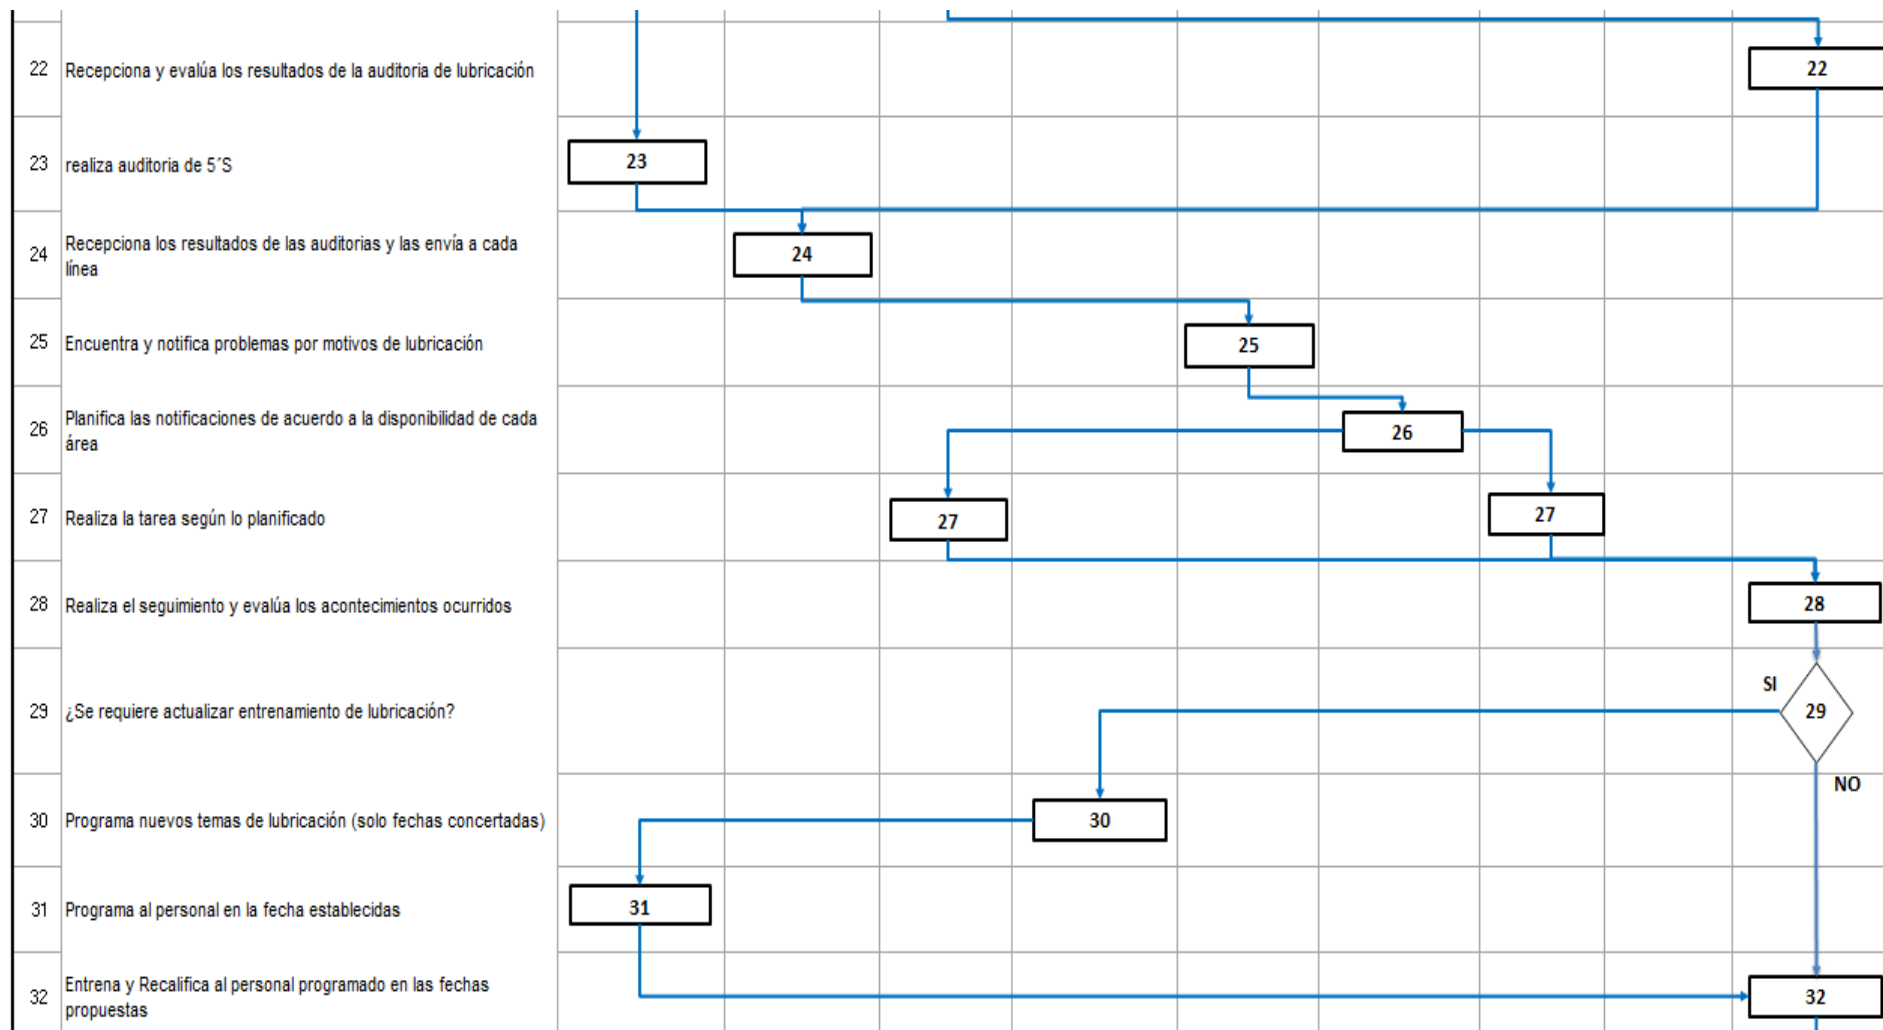 22 Recepciona y evalúa los resultados de la auditoria de lubricación 22
23 realiza auditoria de 5´S 23
24 Recepciona los resultados de las auditorias y las envía a cada
línea 24
25 Encuentra y notifica problemas por motivos de lubricación 25
26 Planifica las notificaciones de acuerdo a la disponibilidad de cada
área 26
27 Realiza la tarea según lo planificado 27 27
28 Realiza el seguimiento y evalúa los acontecimientos ocurridos 28
SI
29 ¿Se requiere actualizar entrenamiento de lubricación? 29
NO
30 Programa nuevos temas de lubricación (solo fechas concertadas) 30
31 Programa al personal en la fecha establecidas 31
32 Entrena y Recalifica al personal programado en las fechas
propuestas 32